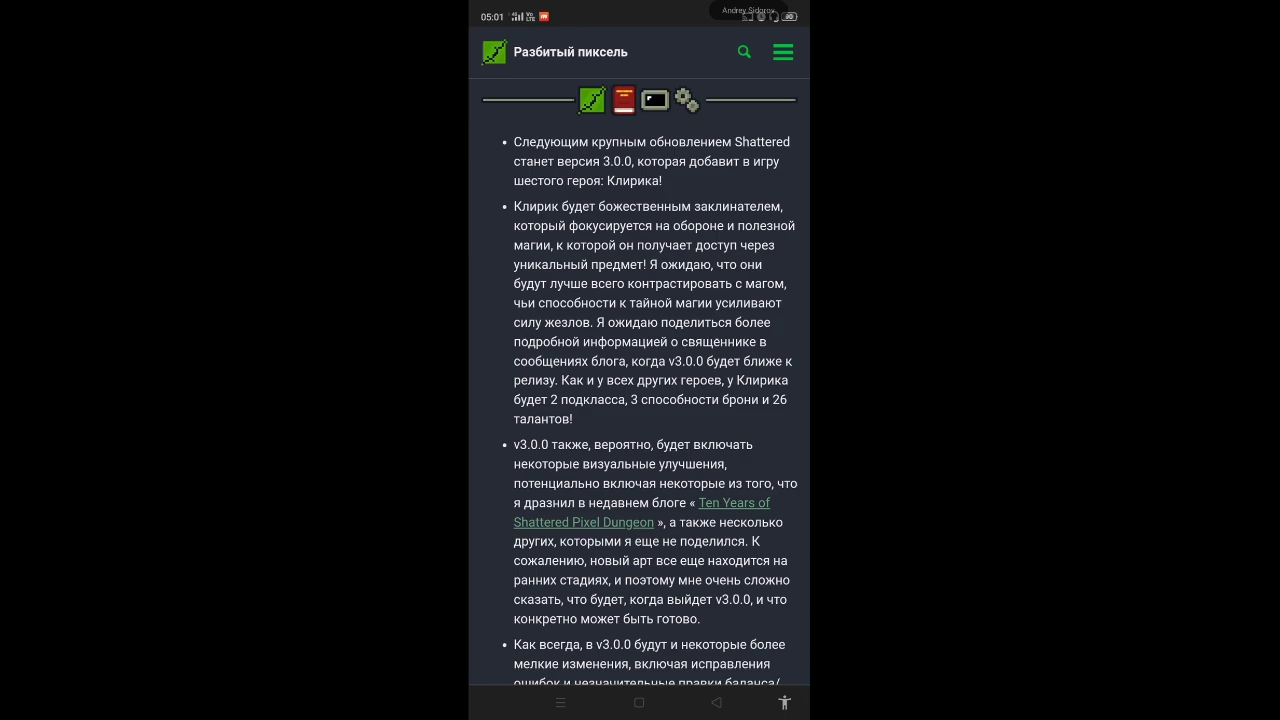 Andrey Sidorov
05:01
Разбитый пиксель
Следующим крупным обновлением Shattered
станет версия 3.0.0, которая добавит в игру
шестого героя: Клирика!
Клирик будет божественным заклинателем,
который фокусируется на обороне и полезной
магии, к которой он получает доступ через
уникальный предмет! Я ожидаю, что они
будут лучше всего контрастировать с магом,
чьи способности к тайной магии усиливают
силу жезлов. Я ожидаю поделиться более
подробной информацией о священнике в
сообщениях блога, когда v3.0.0 будет ближе к
релизу. Как и у всех других героев, у Клирика
будет 2 подкласса, 3 способности брони и 26
талантов!
v3.0.0 также, вероятно, будет включать
некоторые визуальные улучшения,
потенциально включая некоторые из того, что
я дразнил в недавнем блоге « Ten Years of
Shattered Pixel Dungeon », а также несколько
других, которыми я еще не поделился. К
сожалению, новый арт все еще находится на
ранних стадиях, и поэтому мне очень сложно
сказать, что будет, когда выйдет v3.0.0, и что
конкретно может быть готово.
Как всегда, в v3.0.0 будут и некоторые более
мелкие изменения, включая исправления
ошибок и незначительные правки баланса/